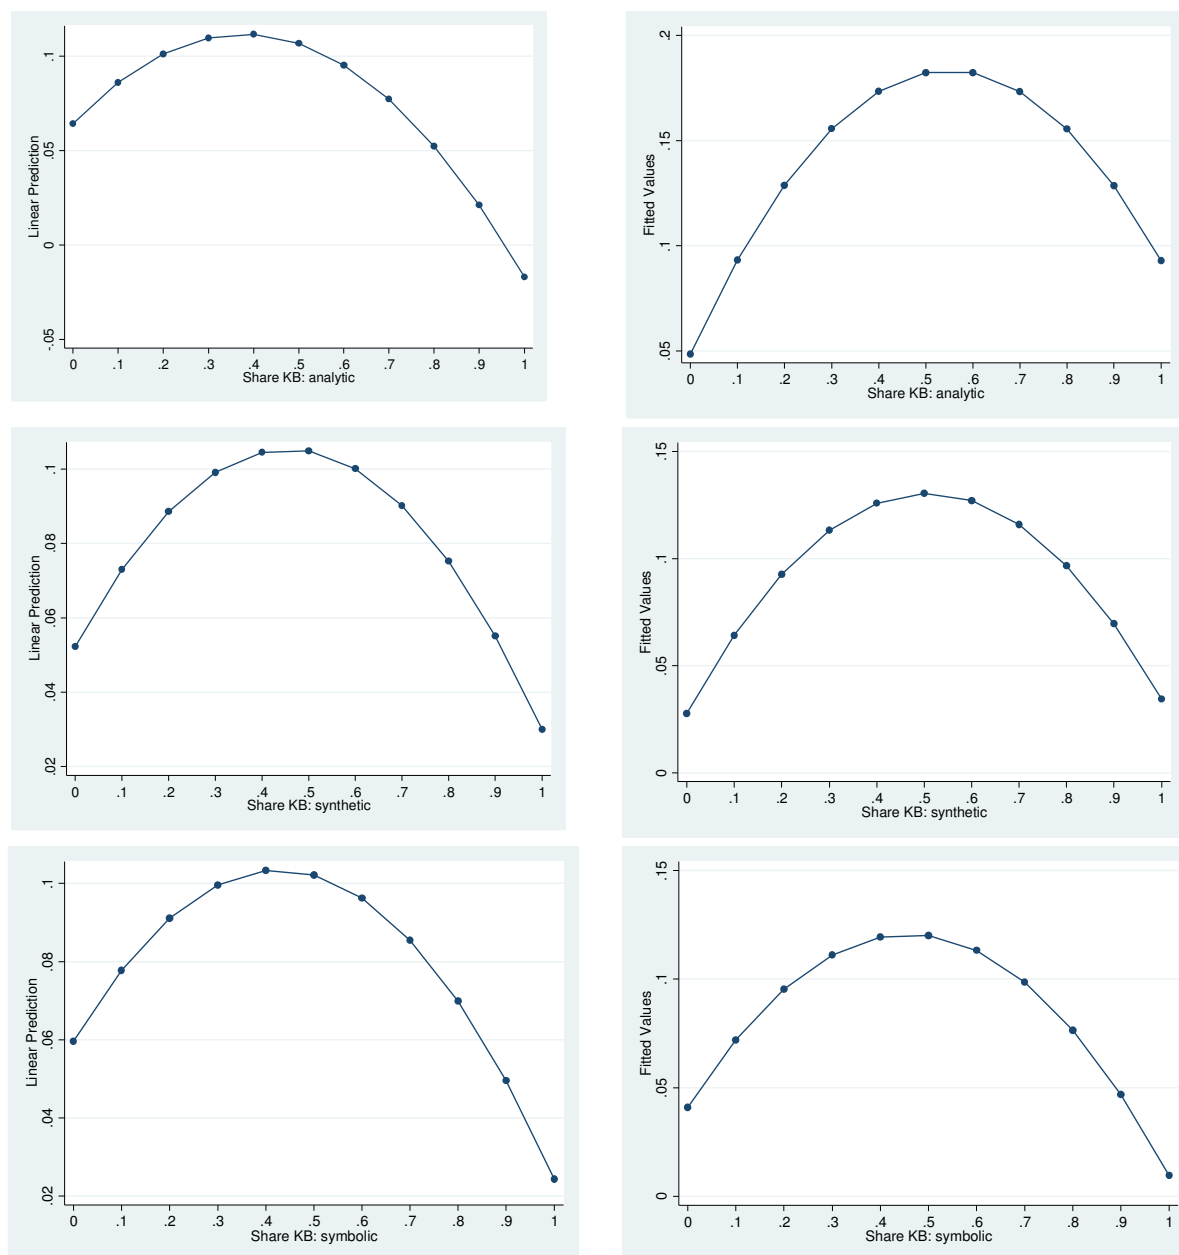 Linear Prediction
.1
.05
0
-.05
0 .1 .2 .3 .4 .5 .6 .7 .8 .9 1
Share KB: analytic
Fitted Values
.2
.15
.1
.05
0 .1 .2 .3 .4 .5 .6 .7 .8 .9 1
Share KB: analytic
Linear Prediction
.1
.08
.06
.04
.02
0 .1 .2 .3 .4 .5 .6 .7 .8 .9 1
Share KB: synthetic
Fitted Values
.15
.1
.05
0
0 .1 .2 .3 .4 .5 .6 .7 .8 .9 1
Share KB: synthetic
Linear Prediction
.1
.08
.06
.04
.02
0 .1 .2 .3 .4 .5 .6 .7 .8 .9 1
Share KB: symbolic
Fitted Values
.15
.1
.05
0
0 .1 .2 .3 .4 .5 .6 .7 .8 .9 1
Share KB: symbolic